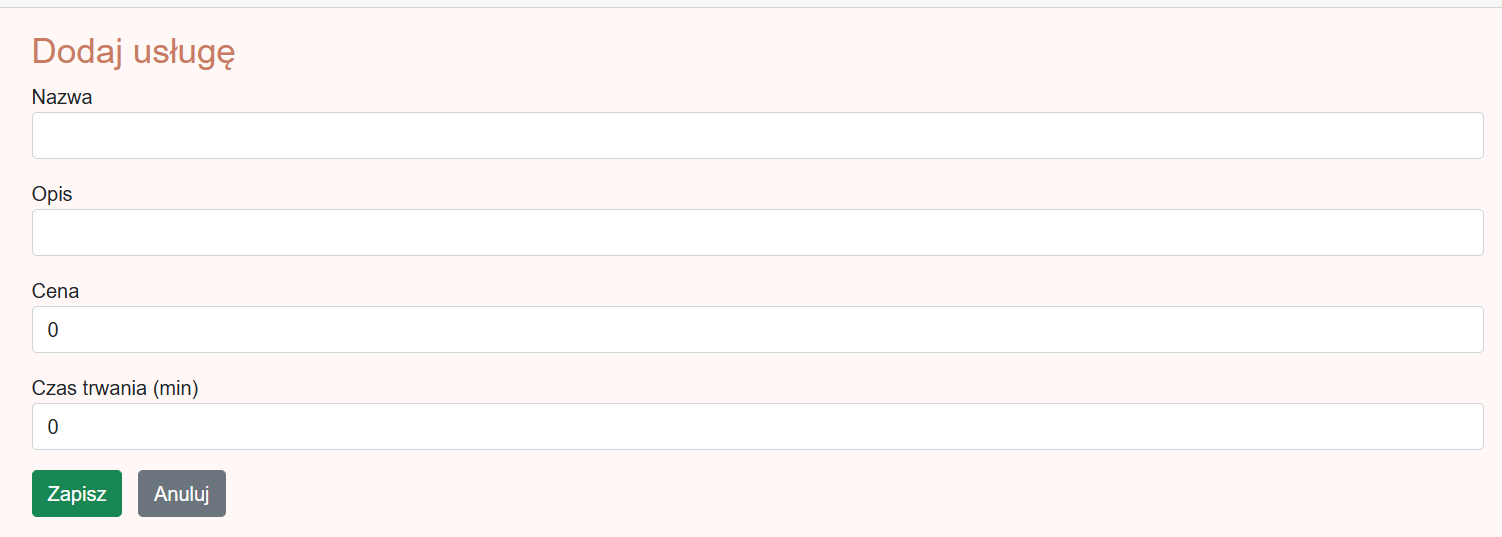 Dodaj usługę
Nazwa
Opis
Cena
0
Czas trwania (min)
0
Zapisz Anuluj